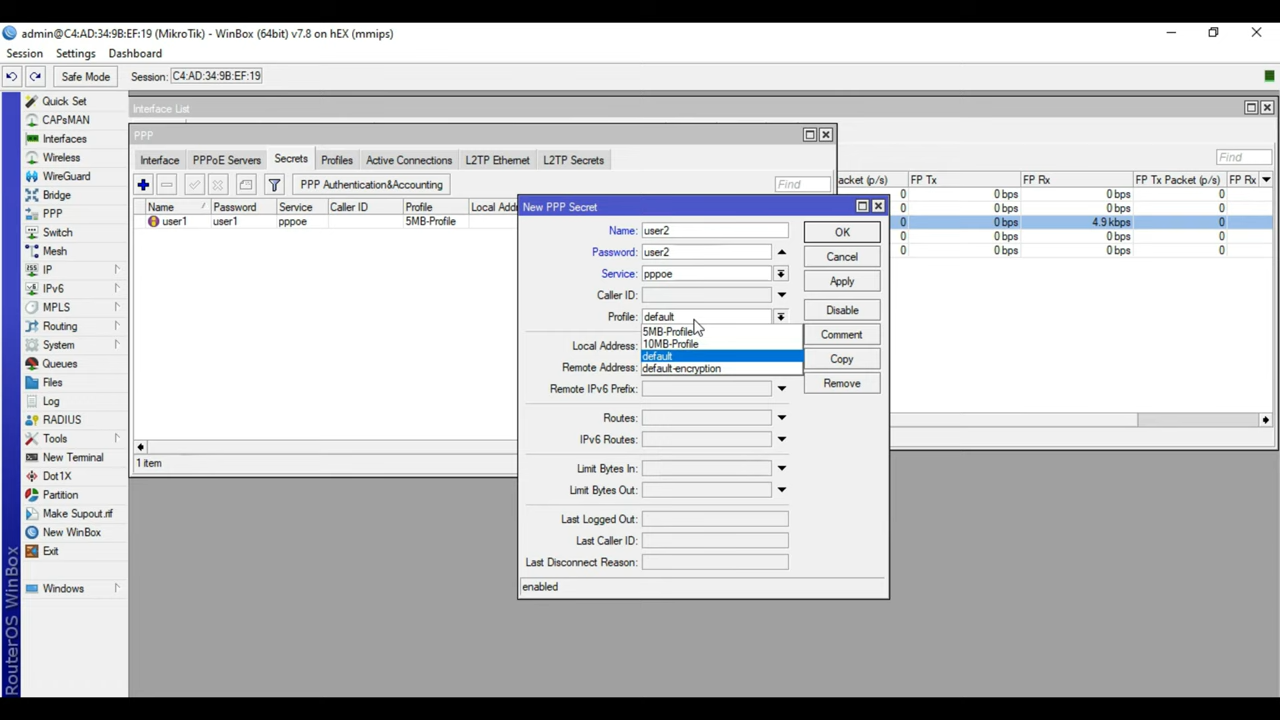 admin@C4:AD:34:9B:EF:19 (MikroTik) - WinBox (64bit) v7.8 on hEX (mmips)
Session Settings Dashboard
Safe Mode Session: C4:AD:34:9B:EF:19
Quick Set
CAPsMAN
Interfaces
Wireless
WireGuard
Bridge
PPP
Switch
Mesh
IP
IPv6
MPLS
Routing
System
Queues
Files
Log
RADIUS
Tools
New Terminal
Dot1X
Partition
Make Supout.rif
New WinBox
Exit
Windows
RouterOS WinBox
Interface List
Find
FP Tx FP Rx FP Tx Packet (p/s) FP Rx
0 0 bps 0 bps 0
0 0 bps 0 bps 0
0 0 bps 4.9 kbps 0
0 0 bps 0 bps 0
0 0 bps 0 bps 0
PPP
Interface PPPoE Servers Secrets Profiles Active Connections L2TP Ethernet L2TP Secrets
PPP Authentication&Accounting Find
Name Password Service Caller ID Profile
user1 user1 pppoe 5MB-Profile
1 item
New PPP Secret
Name: user2
Password: user2
Service: pppoe
Caller ID:
Profile: default
5MB-Profile
10MB-Profile
default
default-encryption
Local Address:
Remote Address:
Remote IPv6 Prefix:
Routes:
IPv6 Routes:
Limit Bytes In:
Limit Bytes Out:
Last Logged Out:
Last Caller ID:
Last Disconnect Reason:
enabled
OK
Cancel
Apply
Disable
Comment
Copy
Remove